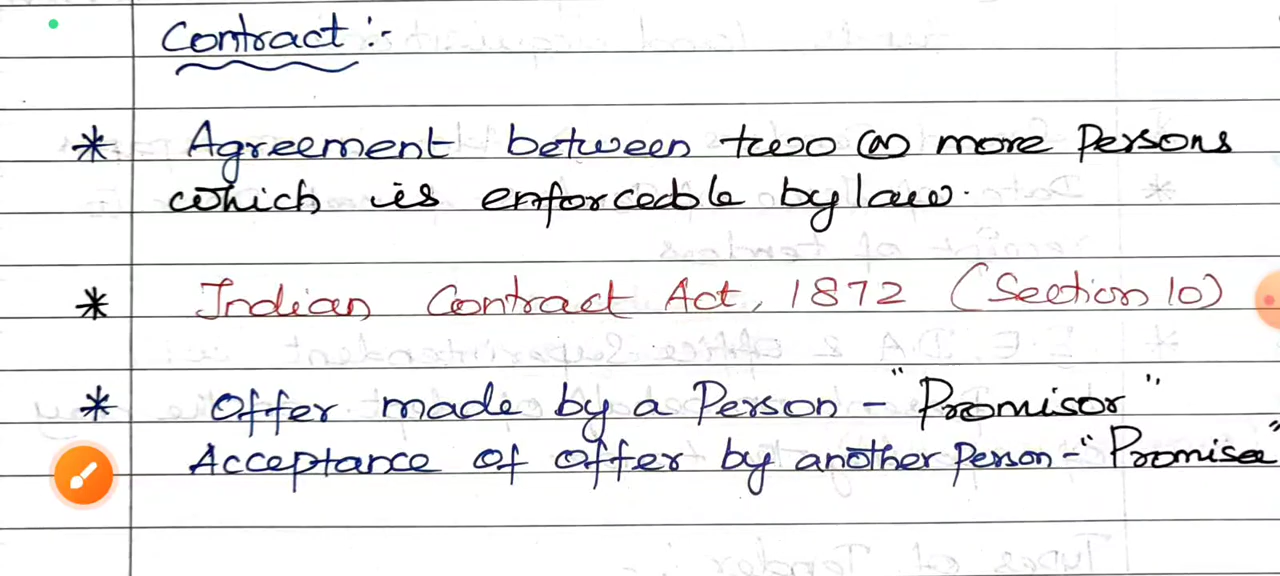 Contract :-
* Agreement between two (or) more Persons
which is enforceable by law.
* Indian Contract Act, 1872 (Section 10)
* Offer made by a Person - "Promisor"
Acceptance of offer by another person - "Promisee"